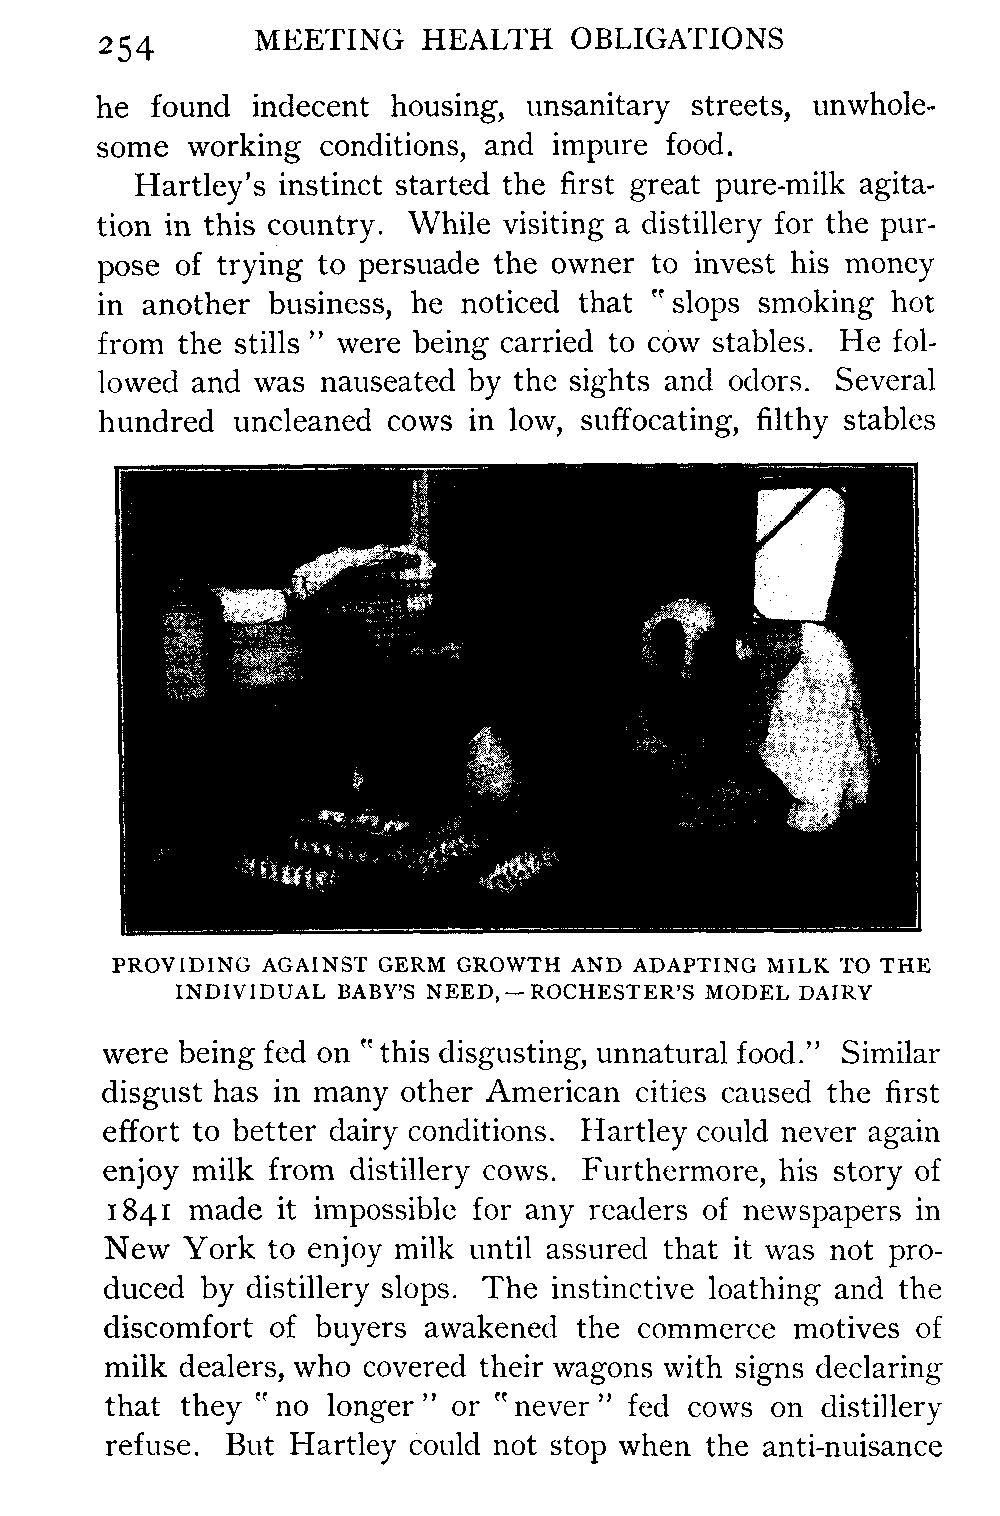 254 MEETING HEALTH OBLIGATIONS
he found indecent housing, unsanitary streets, unwhole-
some working conditions, and impure food.
Hartley's instinct started the first great pure-milk agita-
tion in this country. While visiting a distillery for the pur-
pose of trying to persuade the owner to invest his money
in another business, he noticed that "slops smoking hot
from the stills" were being carried to cow stables. He fol-
lowed and was nauseated by the sights and odors. Several
hundred uncleaned cows in low, suffocating, filthy stables
PROVIDING AGAINST GERM GROWTH AND ADAPTING MILK TO THE
INDIVIDUAL BABY'S NEED,—ROCHESTER'S MODEL DAIRY
were being fed on "this disgusting, unnatural food." Similar
disgust has in many other American cities caused the first
effort to better dairy conditions. Hartley could never again
enjoy milk from distillery cows. Furthermore, his story of
1841 made it impossible for any readers of newspapers in
New York to enjoy milk until assured that it was not pro-
duced by distillery slops. The instinctive loathing and the
discomfort of buyers awakened the commerce motives of
milk dealers, who covered their wagons with signs declaring
that they "no longer" or "never" fed cows on distillery
refuse. But Hartley could not stop when the anti-nuisance